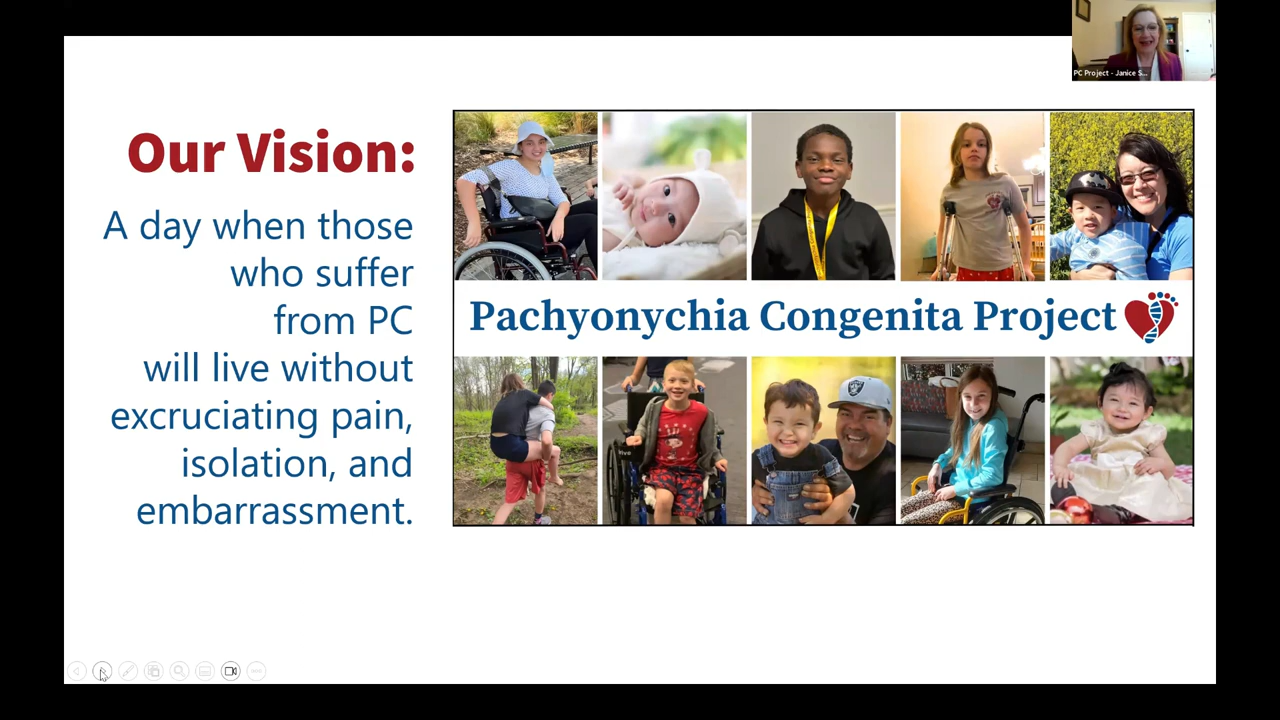 PC Project - Janice S...
Our Vision:
A day when those
who suffer
from PC
will live without
excruciating pain,
isolation, and
embarrassment.
Pachyonychia Congenita Project